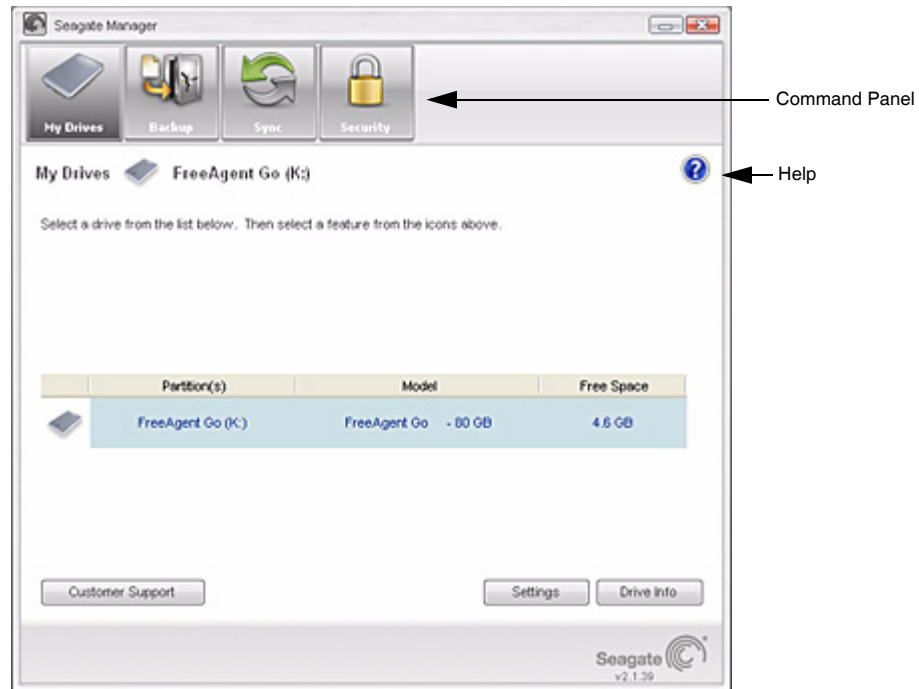 Seagate Manager
My Drives Backup Sync Security
Command Panel
My Drives FreeAgent Go (K:)
Help
Select a drive from the list below. Then select a feature from the icons above.
Partition(s) Model Free Space
FreeAgent Go (K:) FreeAgent Go - 80 GB 4.6 GB
Customer Support Settings Drive Info
Seagate
v2.1.39